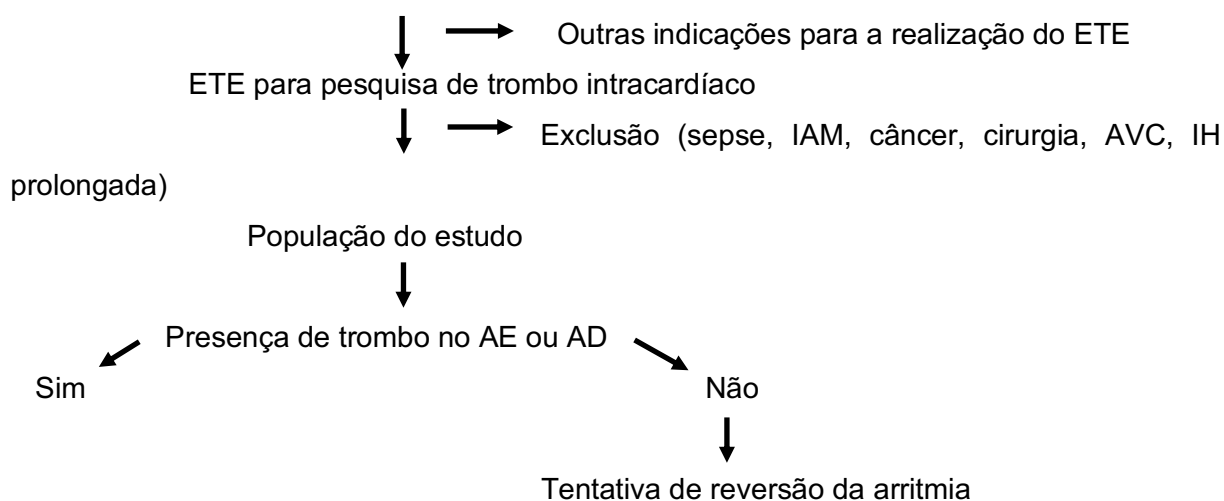 Outras indicações para a realização do ETE
ETE para pesquisa de trombo intracardíaco
Exclusão (sepse, IAM, câncer, cirurgia, AVC, IH
prolongada)
População do estudo
Presença de trombo no AE ou AD
Sim Não
Tentativa de reversão da arritmia